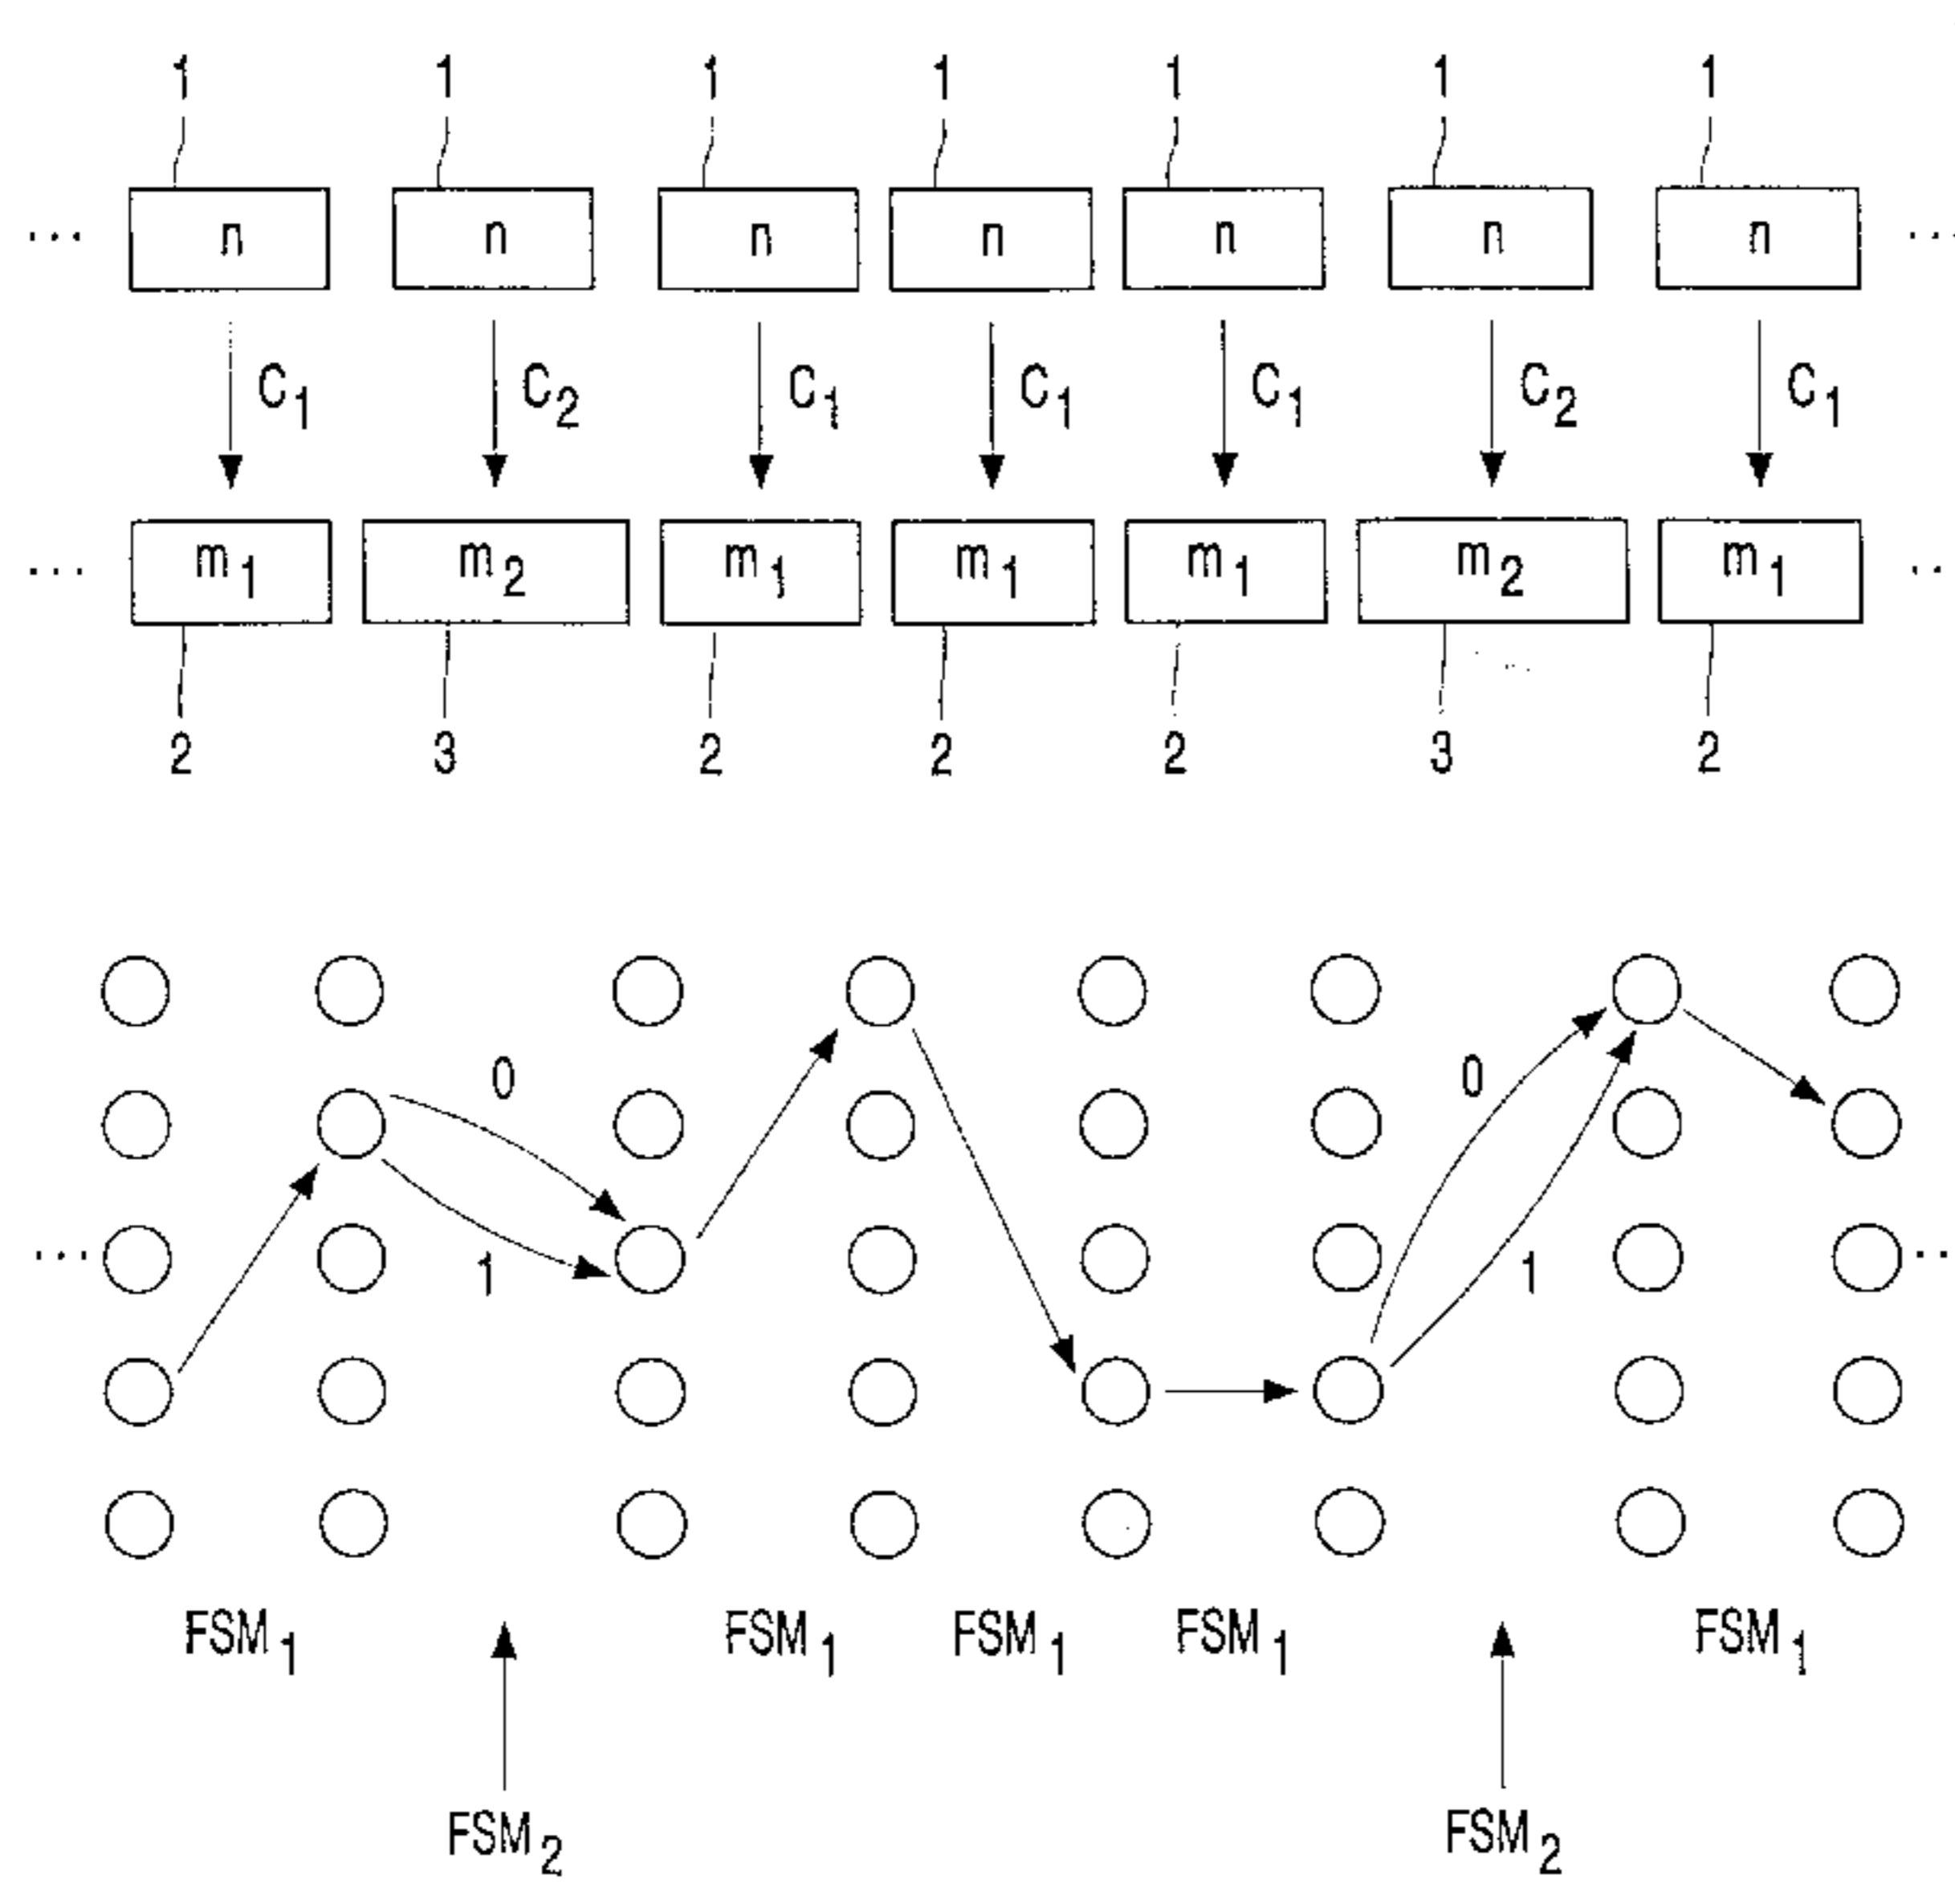 1 1 1 1 1 1 1
... n n n n n n n ...
C1 C2 C1 C1 C1 C2 C1
... m1 m2 m1 m1 m1 m2 m1 ..
2 3 2 2 2 3 2
0 0
... 1 1 ..
FSM1 FSM1 FSM1 FSM1 FSM1
FSM2 FSM2